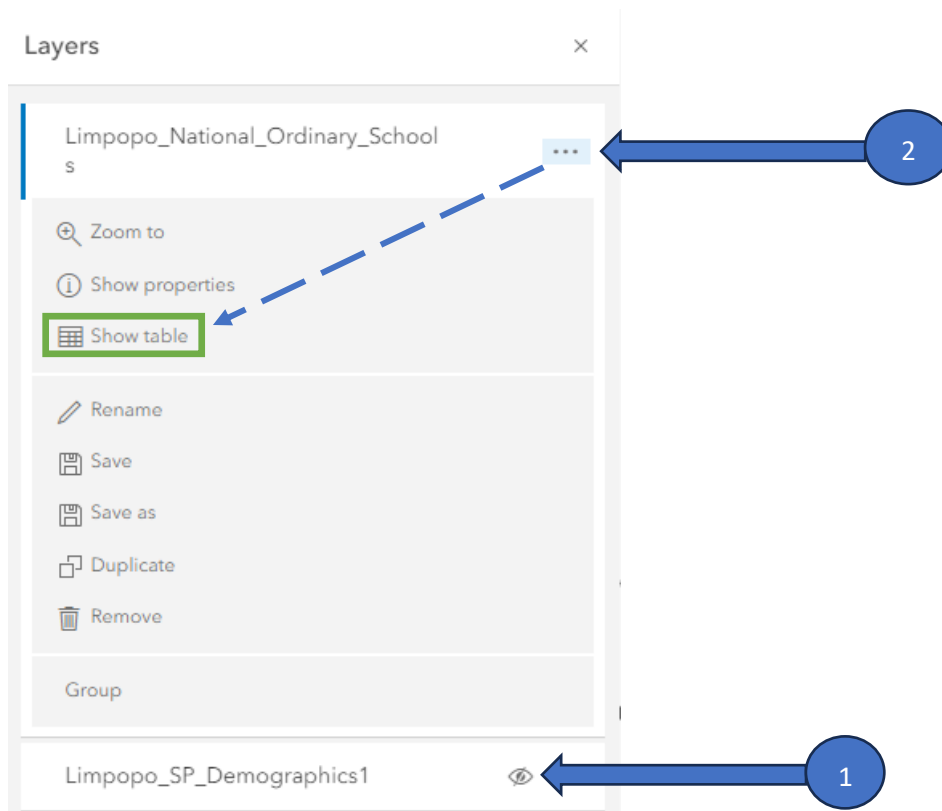 Layers
Limpopo_National_Ordinary_School
s
2
Zoom to
Show properties
Show table
Rename
Save
Save as
Duplicate
Remove
Group
Limpopo_SP_Demographics1
1